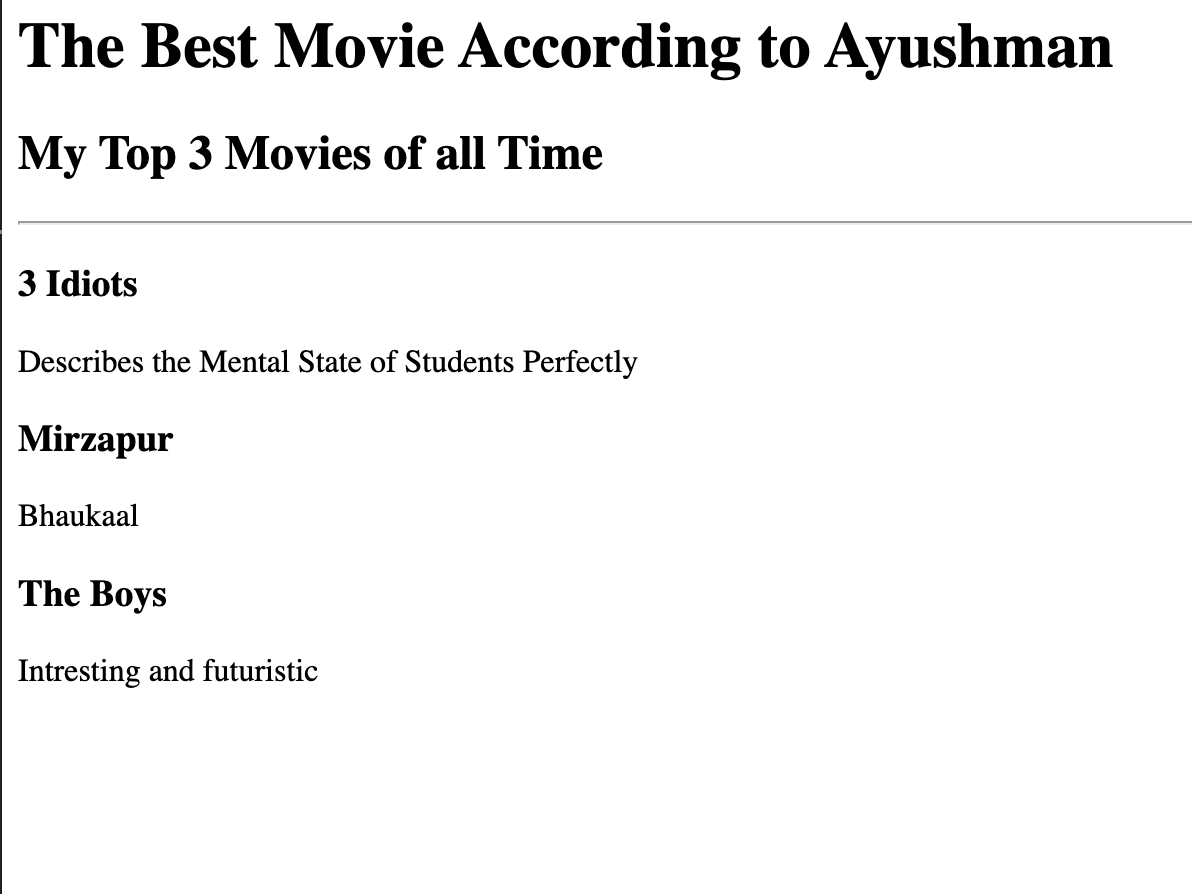 The Best Movie According to Ayushman
My Top 3 Movies of all Time
3 Idiots
Describes the Mental State of Students Perfectly
Mirzapur
Bhaukaal
The Boys
Intresting and futuristic